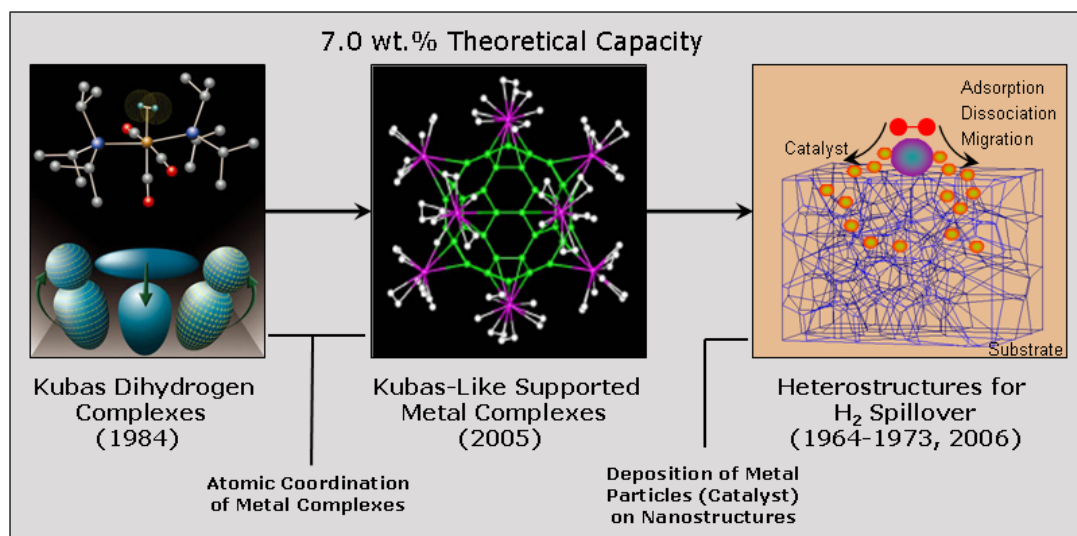 7.0 wt.% Theoretical Capacity
Adsorption
Dissociation
Migration
Catalyst
Substrate
Kubas Dihydrogen
Complexes
(1984)
Kubas-Like Supported
Metal Complexes
(2005)
Heterostructures for
H₂ Spillover
(1964-1973, 2006)
Atomic Coordination
of Metal Complexes
Deposition of Metal
Particles (Catalyst)
on Nanostructures